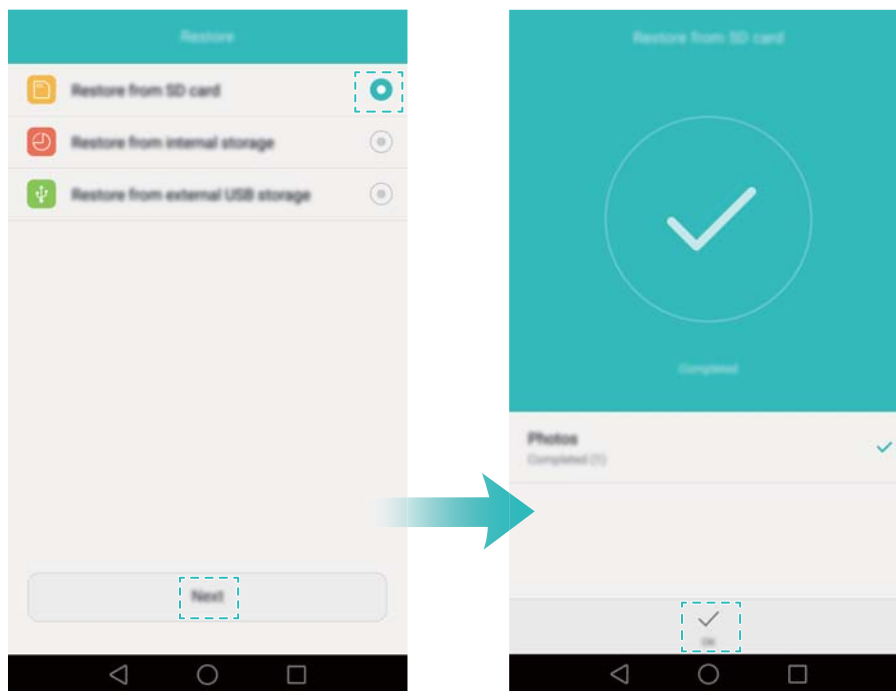 Restore
Restore from SD card
Restore from internal storage
Restore from external USB storage
Next
Restore from SD card
Completed
Photos
Completed (1)
OK